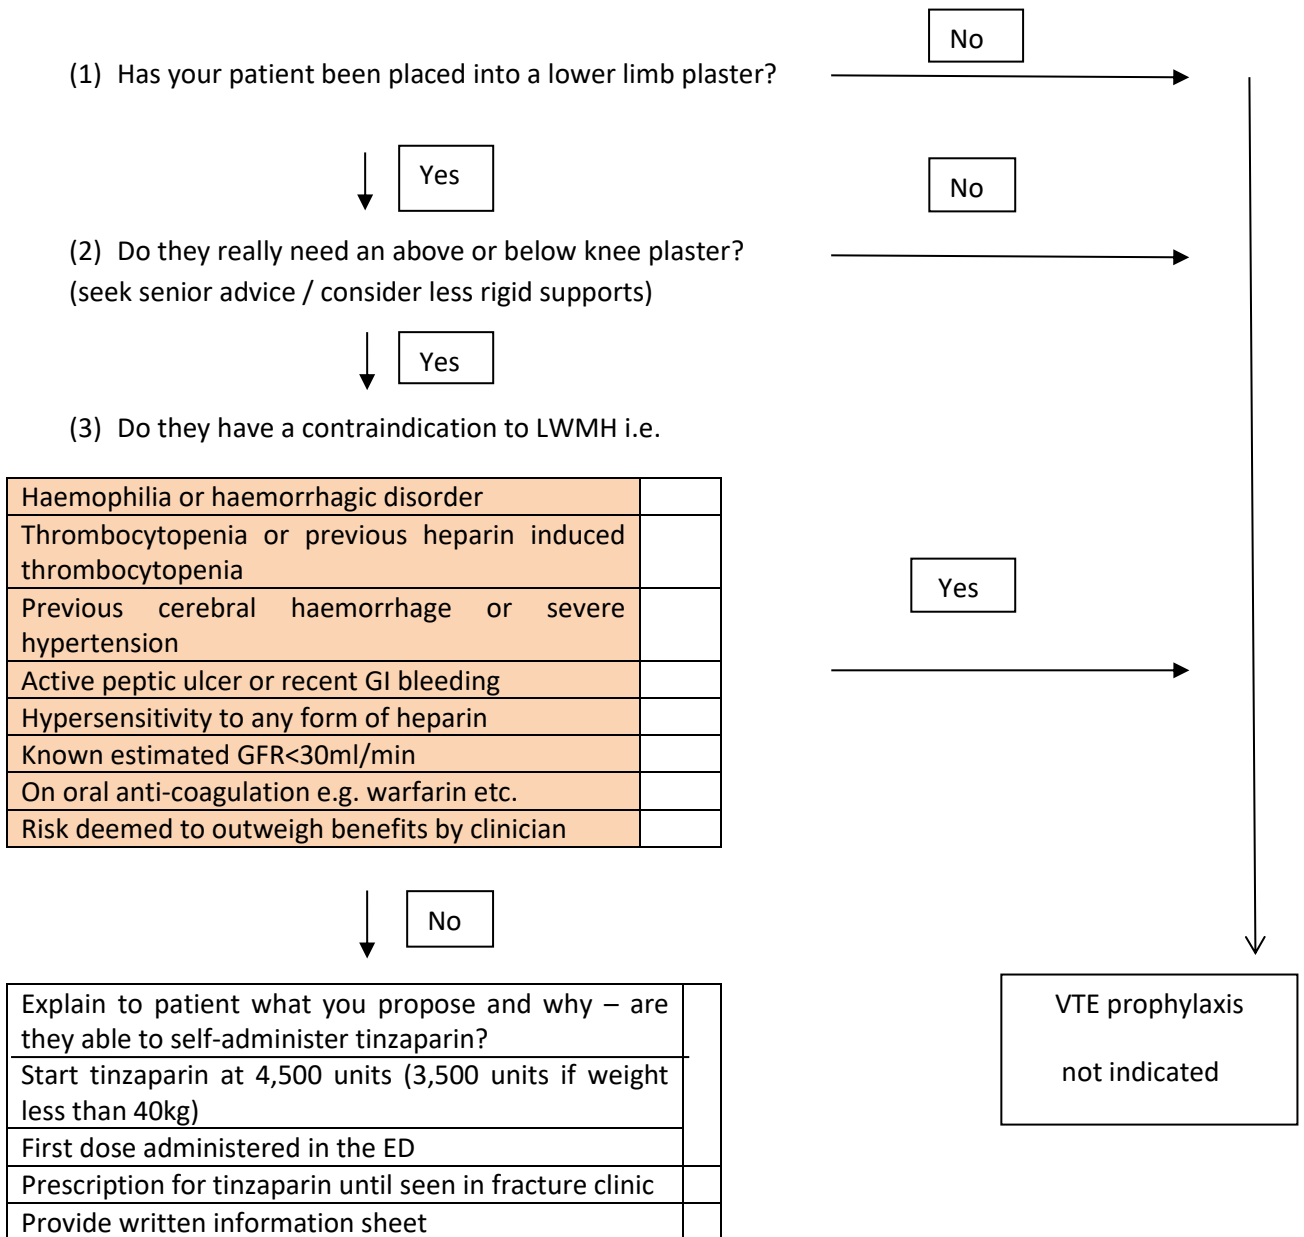 No
(1) Has your patient been placed into a lower limb plaster?
Yes
No
(2) Do they really need an above or below knee plaster?
(seek senior advice / consider less rigid supports)
Yes
(3) Do they have a contraindication to LWMH i.e.
Haemophilia or haemorrhagic disorder
Thrombocytopenia or previous heparin induced
thrombocytopenia
Previous cerebral haemorrhage or severe
hypertension
Yes
Active peptic ulcer or recent GI bleeding
Hypersensitivity to any form of heparin
Known estimated GFR<30ml/min
On oral anti-coagulation e.g. warfarin etc.
Risk deemed to outweigh benefits by clinician
No
Explain to patient what you propose and why – are
they able to self-administer tinzaparin?
Start tinzaparin at 4,500 units (3,500 units if weight
less than 40kg)
First dose administered in the ED
Prescription for tinzaparin until seen in fracture clinic
Provide written information sheet
VTE prophylaxis
not indicated